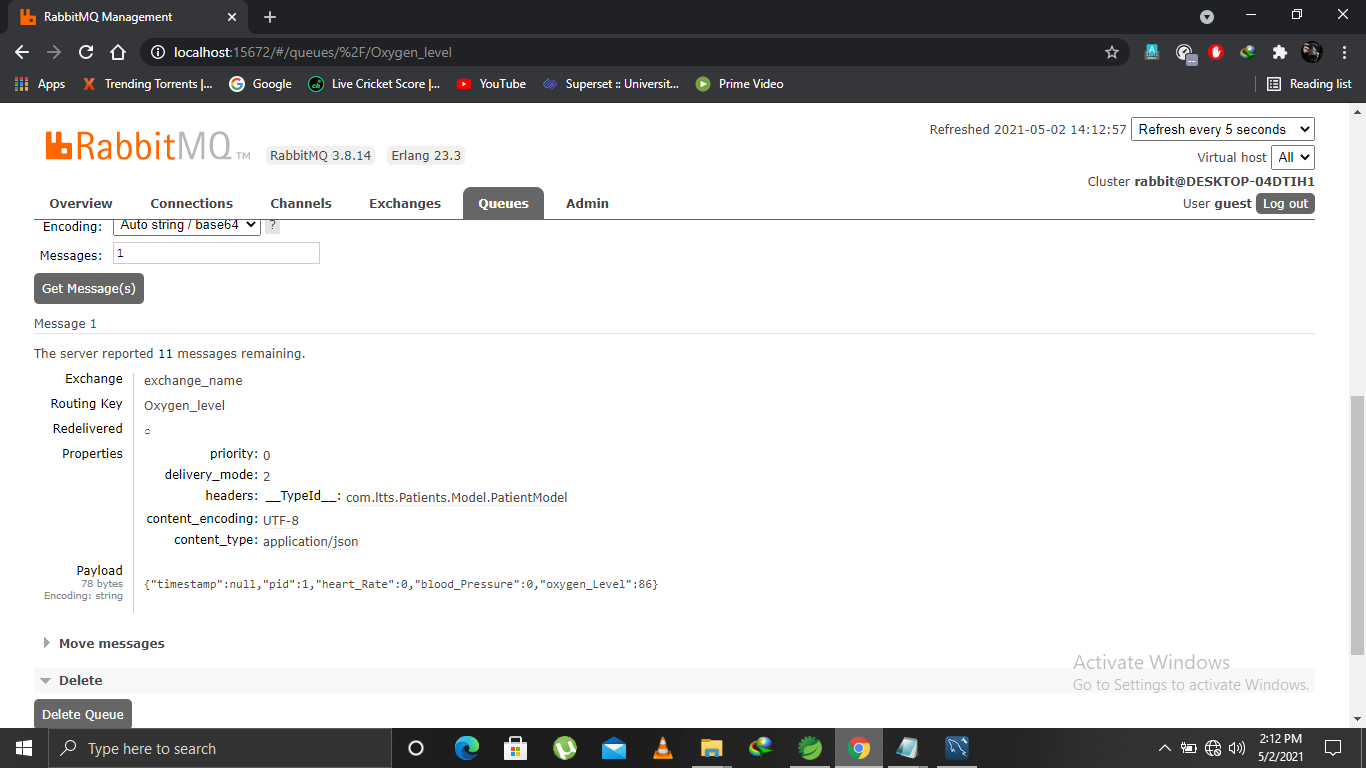 RabbitMQ Management
localhost:15672/#/queues/%2F/Oxygen_level
Apps Trending Torrents |... Google Live Cricket Score |... YouTube Superset :: Universit... Prime Video Reading list
RabbitMQ TM RabbitMQ 3.8.14 Erlang 23.3
Refreshed 2021-05-02 14:12:57 Refresh every 5 seconds
Virtual host All
Cluster rabbit@DESKTOP-04DTIH1
User guest Log out
Overview Connections Channels Exchanges Queues Admin
Encoding: Auto string / base64 ?
Messages: 1
Get Message(s)
Message 1
The server reported 11 messages remaining.
Exchange exchange_name
Routing Key Oxygen_level
Redelivered ○
Properties priority: 0
delivery_mode: 2
headers: __TypeId__: com.ltts.Patients.Model.PatientModel
content_encoding: UTF-8
content_type: application/json
Payload
78 bytes
Encoding: string
{"timestamp":null,"pid":1,"heart_Rate":0,"blood_Pressure":0,"oxygen_Level":86}
Move messages
Delete
Delete Queue
Activate Windows
Go to Settings to activate Windows.
Type here to search
2:12 PM
5/2/2021